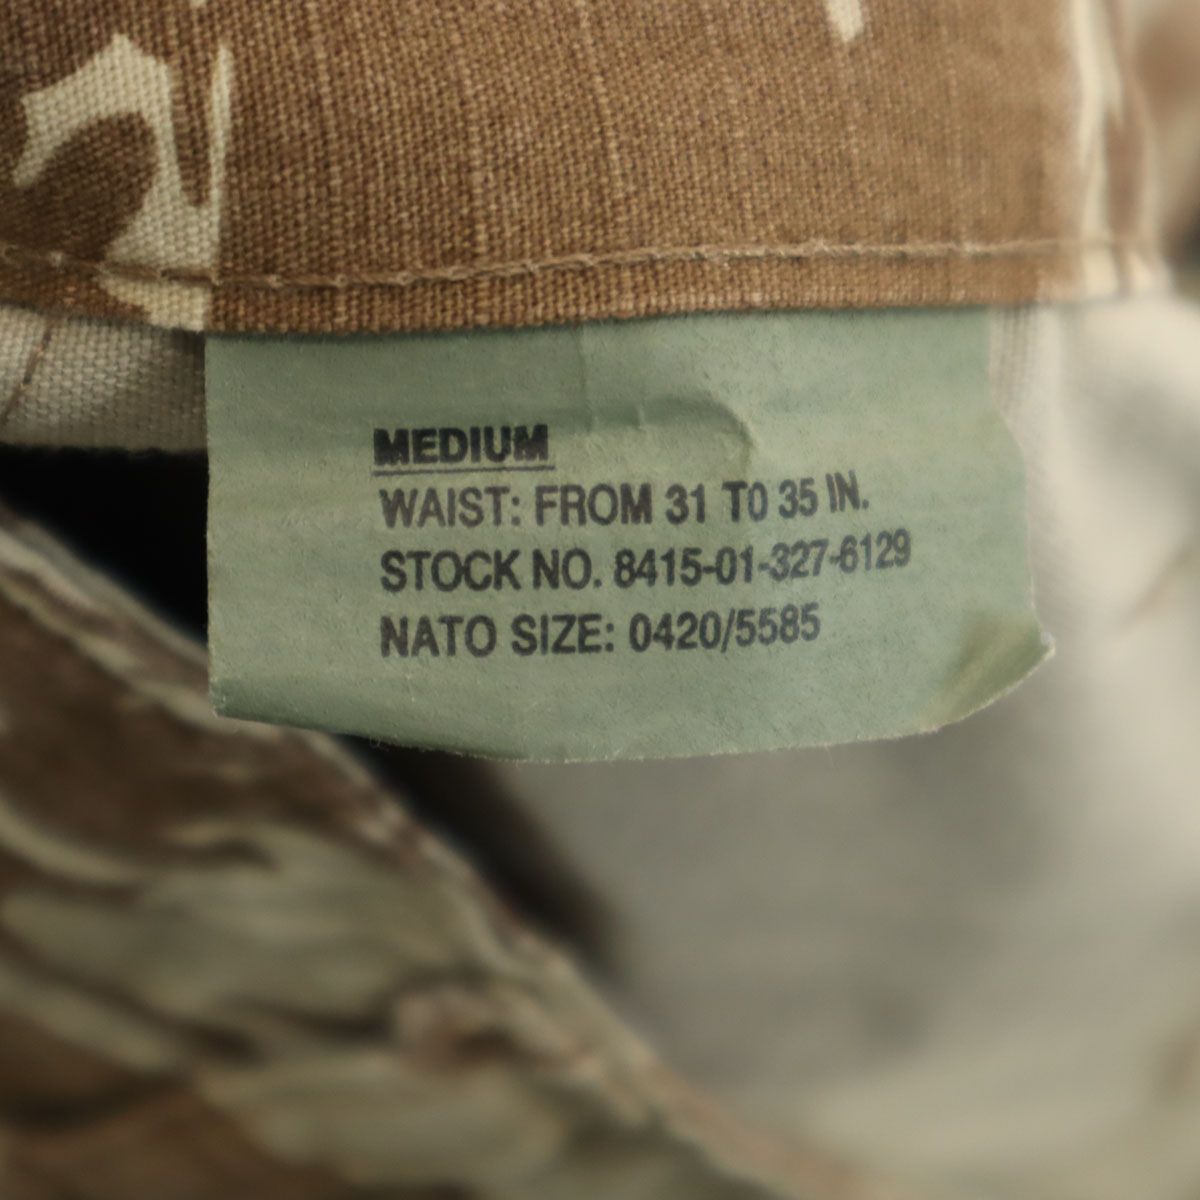 MEDIUM
WAIST: FROM 31 TO 35 IN.
STOCK NO. 8415-01-327-6129
NATO SIZE: 0420/5585